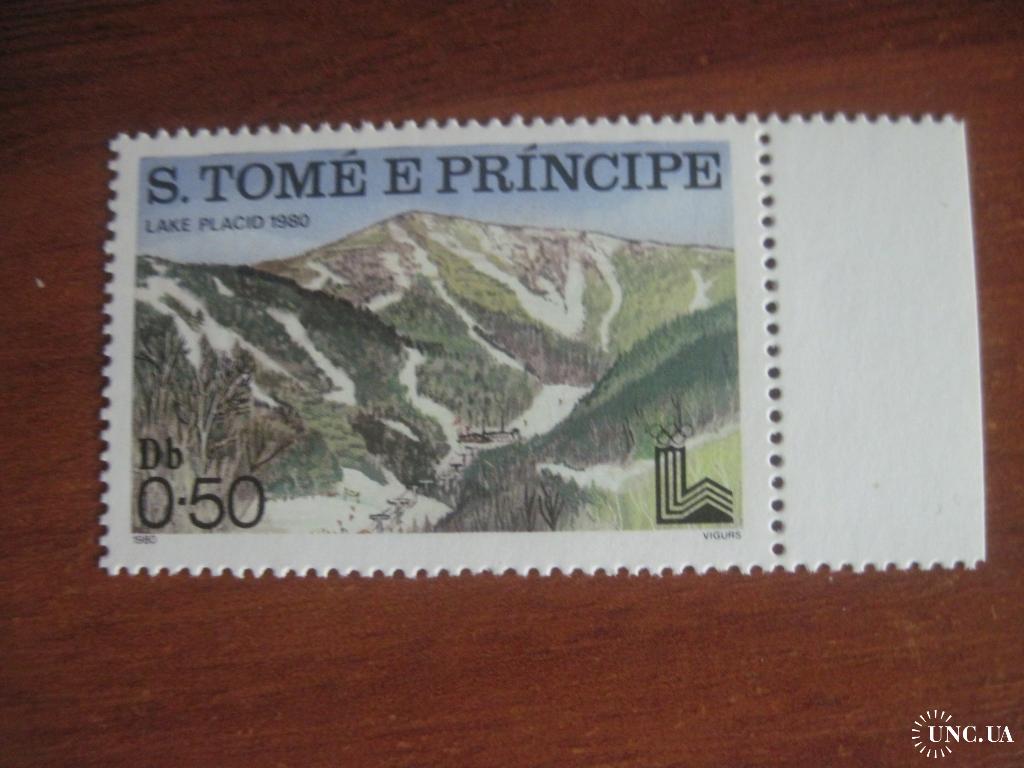 S. TOMÉ E PRÍNCIPE
LAKE PLACID 1980
Db
0·50
1980
VIGURS
UNC.UA